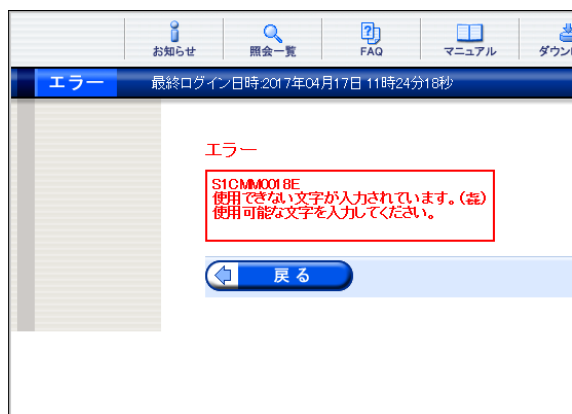 お知らせ
照会一覧
FAQ
マニュアル
エラー
最終ログイン日時:2017年04月17日 11時24分18秒
エラー
S1CMM0018E
使用できない文字が入力されています。(㐂)
使用可能な文字を入力してください。
戻る